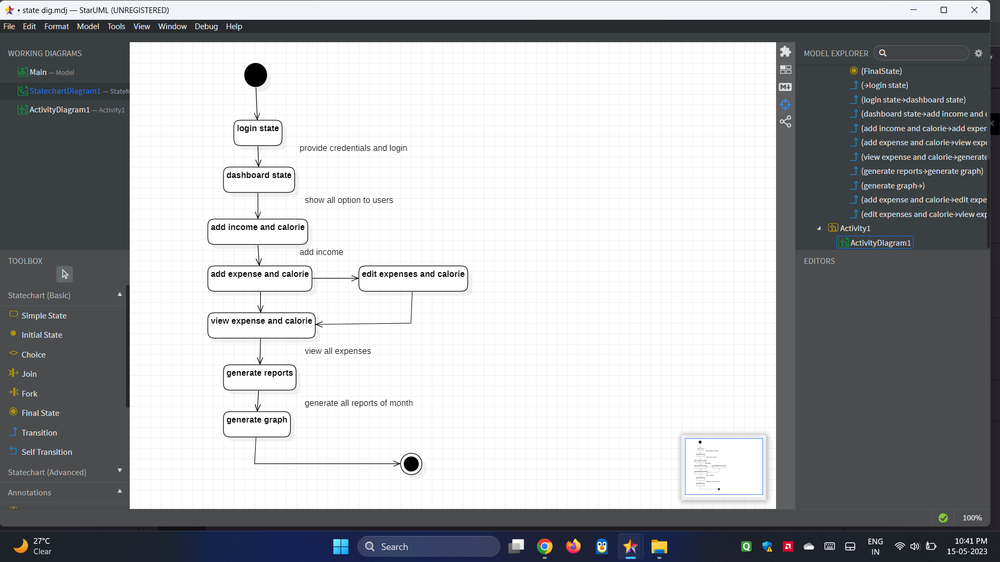 • state dig.mdj — StarUML (UNREGISTERED)
File Edit Format Model Tools View Window Debug Help
WORKING DIAGRAMS
Main — Model
StatechartDiagram1 — StateM
ActivityDiagram1 — Activity1
TOOLBOX
Statechart (Basic)
Simple State
Initial State
Choice
Join
Fork
Final State
Transition
Self Transition
Statechart (Advanced)
Annotations
login state
provide credentials and login
dashboard state
show all option to users
add income and calorie
add income
add expense and calorie
edit expenses and calorie
view expense and calorie
view all expenses
generate reports
generate all reports of month
generate graph
M
MODEL EXPLORER
(FinalState)
(→login state)
(login state→dashboard state)
(dashboard state→add income and c
(add income and calorie→add exper
(add expense and calorie→view expe
(view expense and calorie→generate
(generate reports→generate graph)
(generate graph→)
(add expense and calorie→edit expe
(edit expenses and calorie→view exp
Activity1
ActivityDiagram1
EDITORS
100%
27°C
Clear
Search
Q
ENG
IN
10:41 PM
15-05-2023